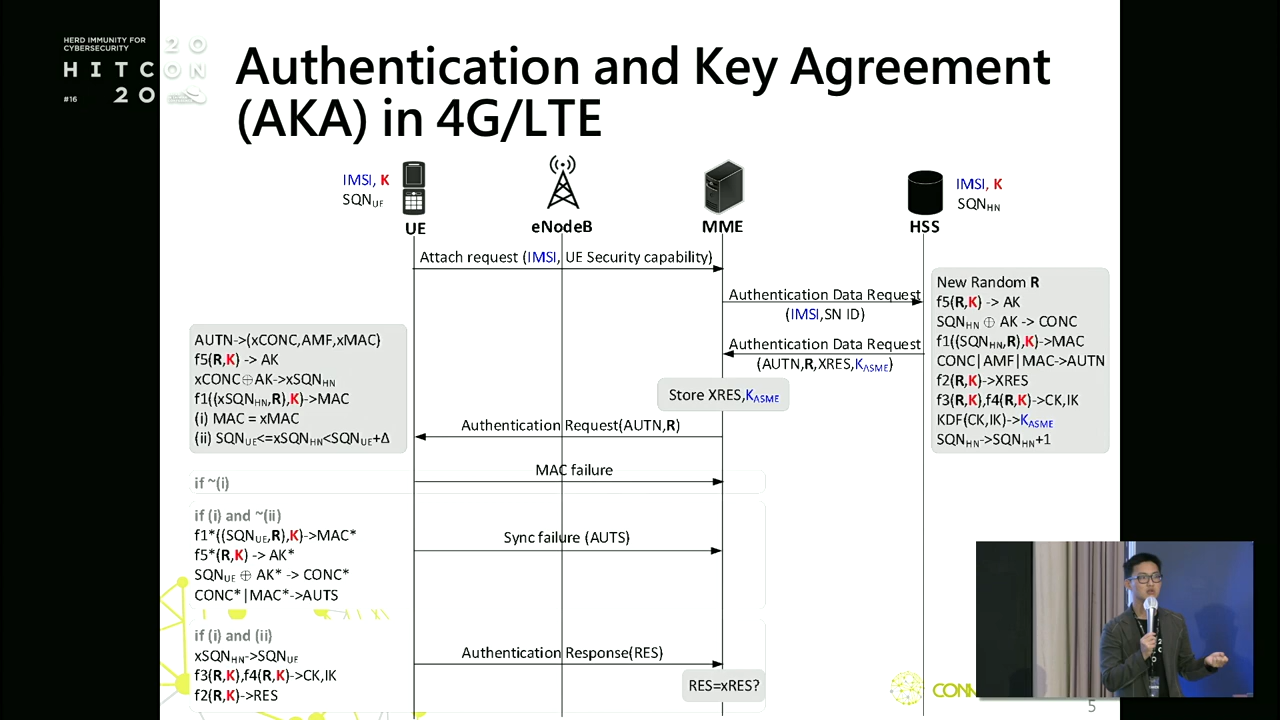 HERD IMMUNITY FOR
CYBERSECURITY
20
HITCON
#16
20
Authentication and Key Agreement
(AKA) in 4G/LTE
IMSI, K
SQNUF
UE
eNodeB
MME
IMSI, K
SQNHN
HSS
Attach request (IMSI, UE Security capability)
Authentication Data Request
(IMSI,SN ID)
Authentication Data Request
(AUTN,R,XRES,KASME)
New Random R
f5(R,K) -> AK
SQNHN ⊕ AK -> CONC
f1((SQNHN,R),K)->MAC
CONC|AMF|MAC->AUTN
f2(R,K)->XRES
f3(R,K),f4(R,K)->CK,IK
KDF(CK,IK)->KASME
SQNHN->SQNHN+1
AUTN->(xCONC,AMF,xMAC)
f5(R,K) -> AK
xCONC⊕AK->xSQNHN
f1((xSQNHN,R),K)->MAC
(i) MAC = xMAC
(ii) SQNUE<=xSQNHN<SQNUE+Δ
Store XRES,KASME
Authentication Request(AUTN,R)
MAC failure
if ~(i)
if (i) and ~(ii)
f1*((SQNUE,R),K)->MAC*
f5*(R,K) -> AK*
SQNUE ⊕ AK* -> CONC*
CONC*|MAC*->AUTS
Sync failure (AUTS)
if (i) and (ii)
xSQNHN->SQNUE
f3(R,K),f4(R,K)->CK,IK
f2(R,K)->RES
Authentication Response(RES)
RES=xRES?
5